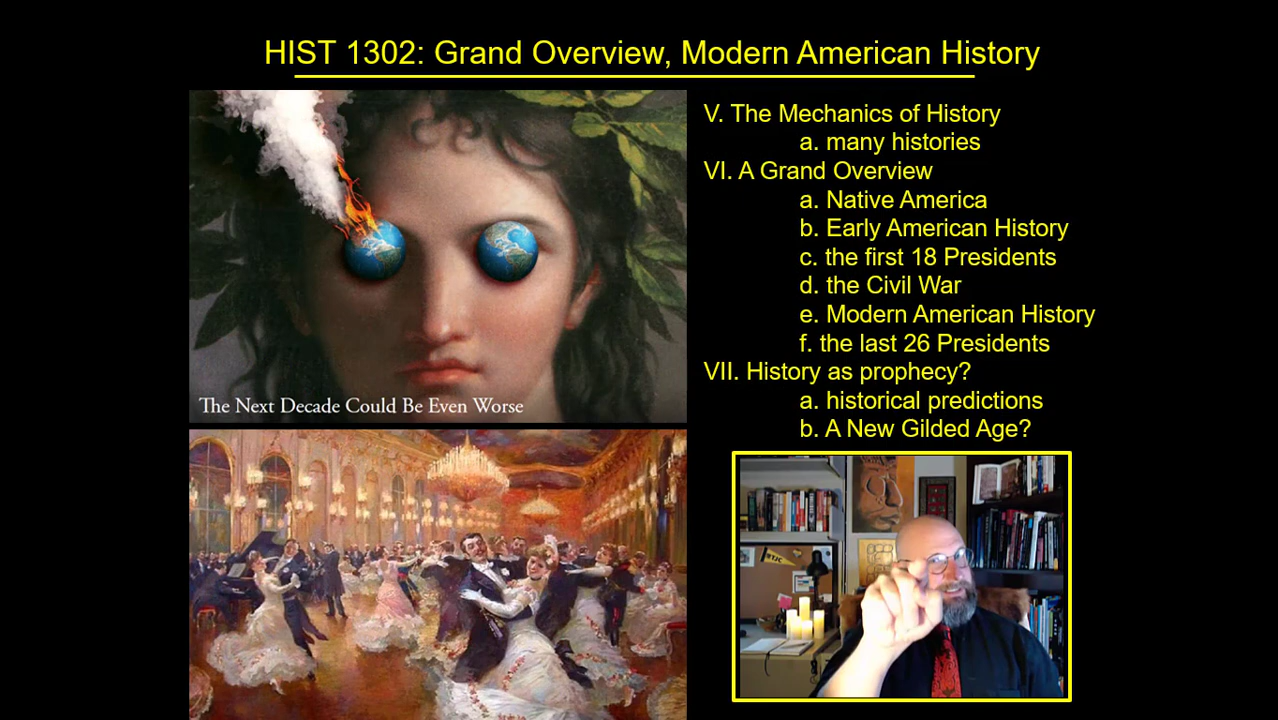 HIST 1302: Grand Overview, Modern American History
The Next Decade Could Be Even Worse
V. The Mechanics of History
a. many histories
VI. A Grand Overview
a. Native America
b. Early American History
c. the first 18 Presidents
d. the Civil War
e. Modern American History
f. the last 26 Presidents
VII. History as prophecy?
a. historical predictions
b. A New Gilded Age?